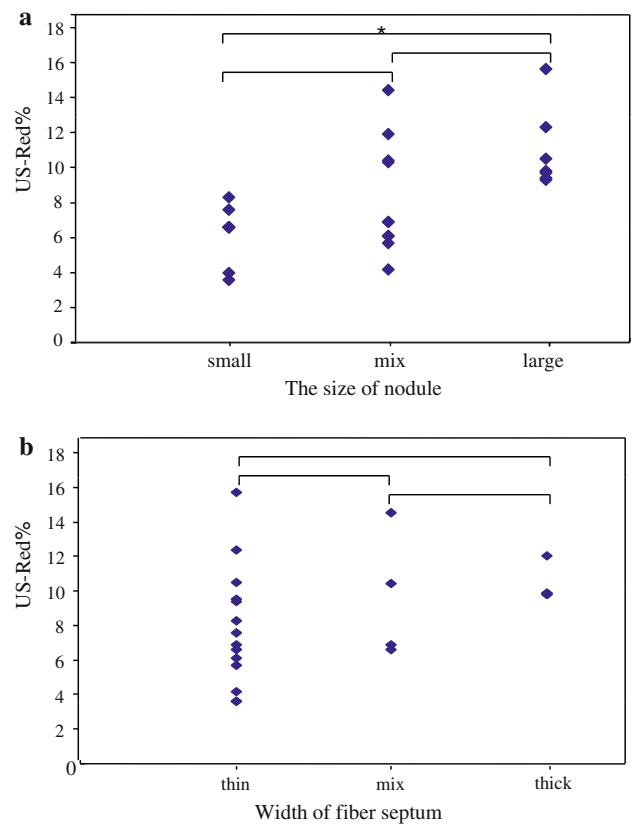 a
*
18
16
14
12
10
8
6
4
2
0
US-Red%
small mix large
The size of nodule
b
18
16
14
12
10
8
6
4
2
0
US-Red%
thin mix thick
Width of fiber septum